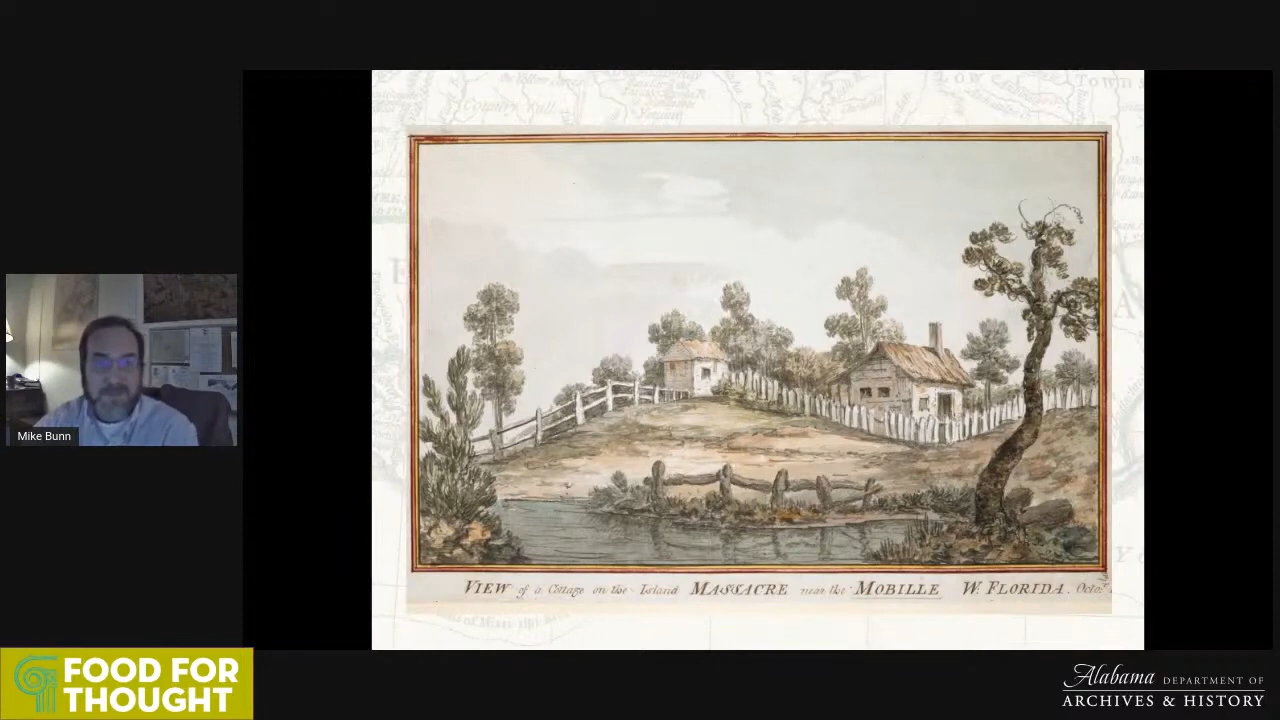 VIEW of a Cottage on the Island MASSACRE near the MOBILLE W. FLORIDA. Octor
Mike Bunn
FOOD FOR
THOUGHT
Alabama DEPARTMENT OF
ARCHIVES & HISTORY